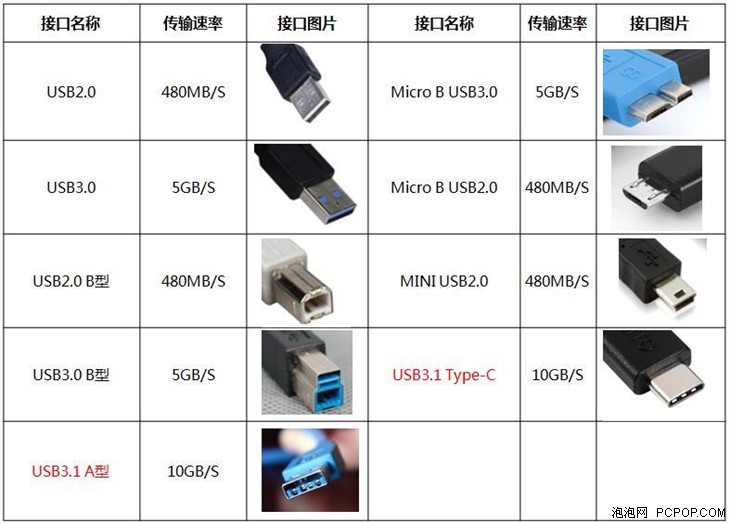 接口名称 传输速率 接口图片 接口名称 传输速率 接口图片
USB2.0 480MB/S Micro B USB3.0 5GB/S
USB3.0 5GB/S Micro B USB2.0 480MB/S
USB2.0 B型 480MB/S MINI USB2.0 480MB/S
USB3.0 B型 5GB/S USB3.1 Type-C 10GB/S
USB3.1 A型 10GB/S
泡泡网 PCPOP.COM